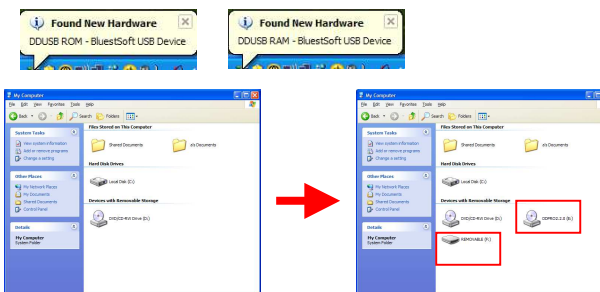 Found New Hardware
DDUSB ROM - BluestSoft USB Device
Found New Hardware
DDUSB RAM - BluestSoft USB Device
My Computer
File Edit View Favorites Tools Help
Back Search Folders
System Tasks
View system information
Add or remove programs
Change a setting
Other Places
My Network Places
My Documents
Shared Documents
Control Panel
Details
My Computer
System Folder
Files Stored on This Computer
Shared Documents
Hard Disk Drives
Local Disk (C:)
Devices with Removable Storage
DVD/CD-RW Drive (D:)
My Computer
File Edit View Favorites Tools Help
Back Search Folders
System Tasks
View system information
Add or remove programs
Change a setting
Other Places
My Network Places
My Documents
Shared Documents
Control Panel
Details
My Computer
System Folder
Files Stored on This Computer
Shared Documents
Hard Disk Drives
Local Disk (C:)
Devices with Removable Storage
DVD/CD-RW Drive (D:)
REMOVABLE (F:)